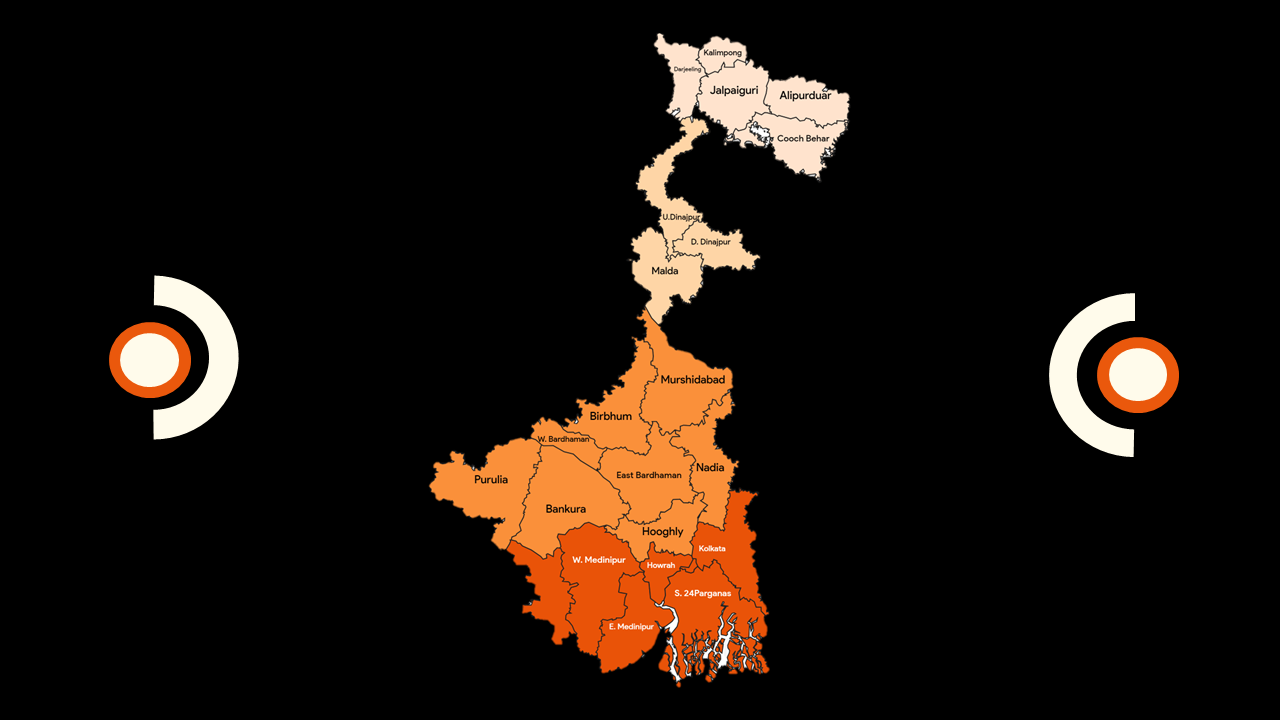 Kalimpong
Darjeeling
Jalpaiguri
Alipurduar
Cooch Behar
U.Dinajpur
D. Dinajpur
Malda
Murshidabad
Birbhum
W. Bardhaman
Nadia
East Bardhaman
Purulia
Bankura
Hooghly
Kolkata
W. Medinipur
Howrah
S. 24Parganas
E. Medinipur